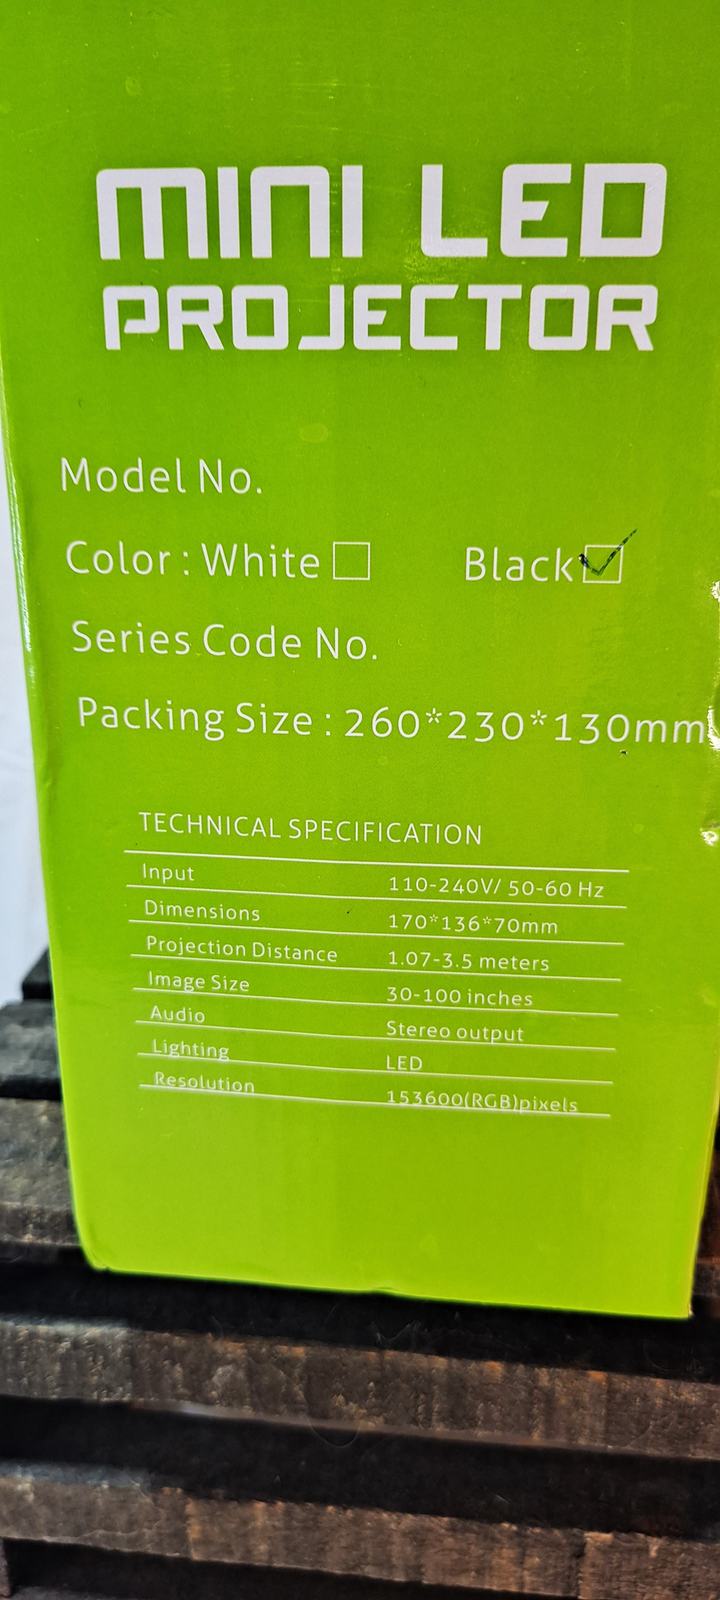 MINI LED
PROJECTOR
Model No.
Color : White Black
Series Code No.
Packing Size : 260*230*130mm
TECHNICAL SPECIFICATION
Input 110-240V/ 50-60 Hz
Dimensions 170*136*70mm
Projection Distance 1.07-3.5 meters
Image Size 30-100 inches
Audio Stereo output
Lighting LED
Resolution 153600(RGB)pixels